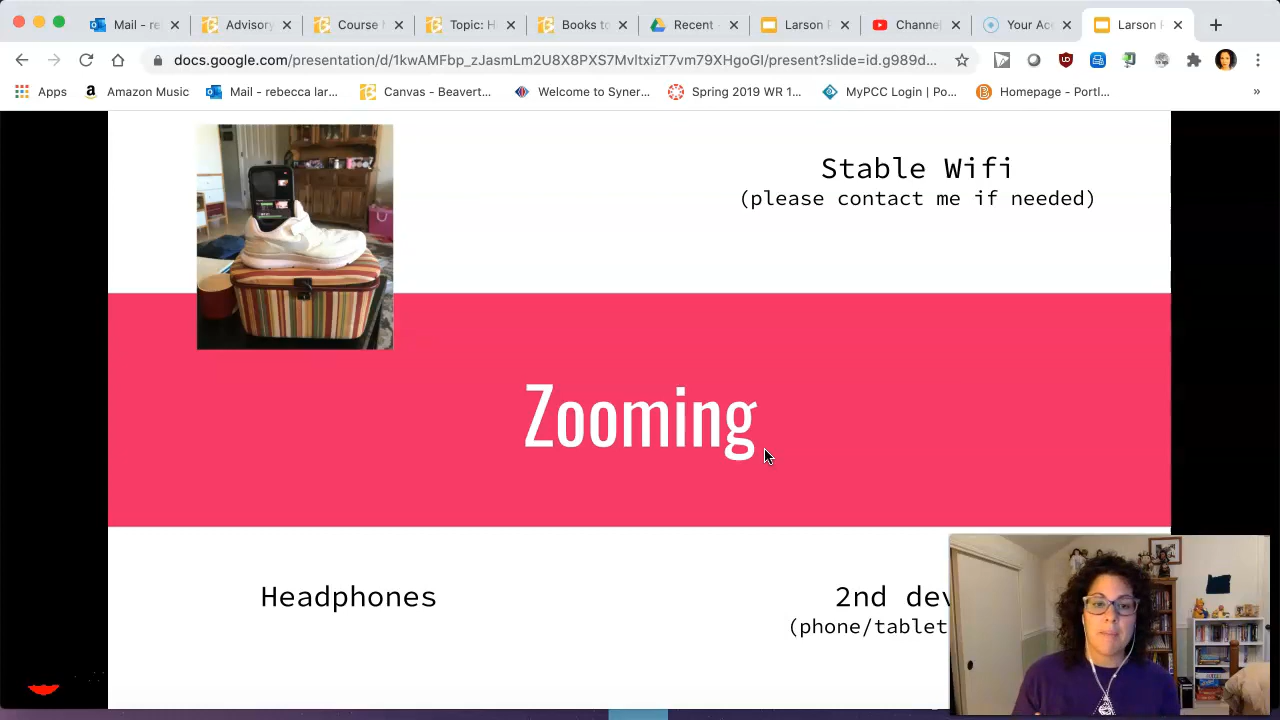 Mail - re
Advisory
Course
Topic: H
Books to
Recent
Larson
Channel
Your Acc
Larson
docs.google.com/presentation/d/1kwAMFbp_zJasmLm2U8X8PXS7MvltxizT7vm79XHgoGI/present?slide=id.g989d...
Apps
Amazon Music
Mail - rebecca lar...
Canvas - Beavert...
Welcome to Syner...
Spring 2019 WR 1...
MyPCC Login | Po...
Homepage - Portl...
»
Stable Wifi
(please contact me if needed)
Zooming
Headphones
2nd dev
(phone/tablet